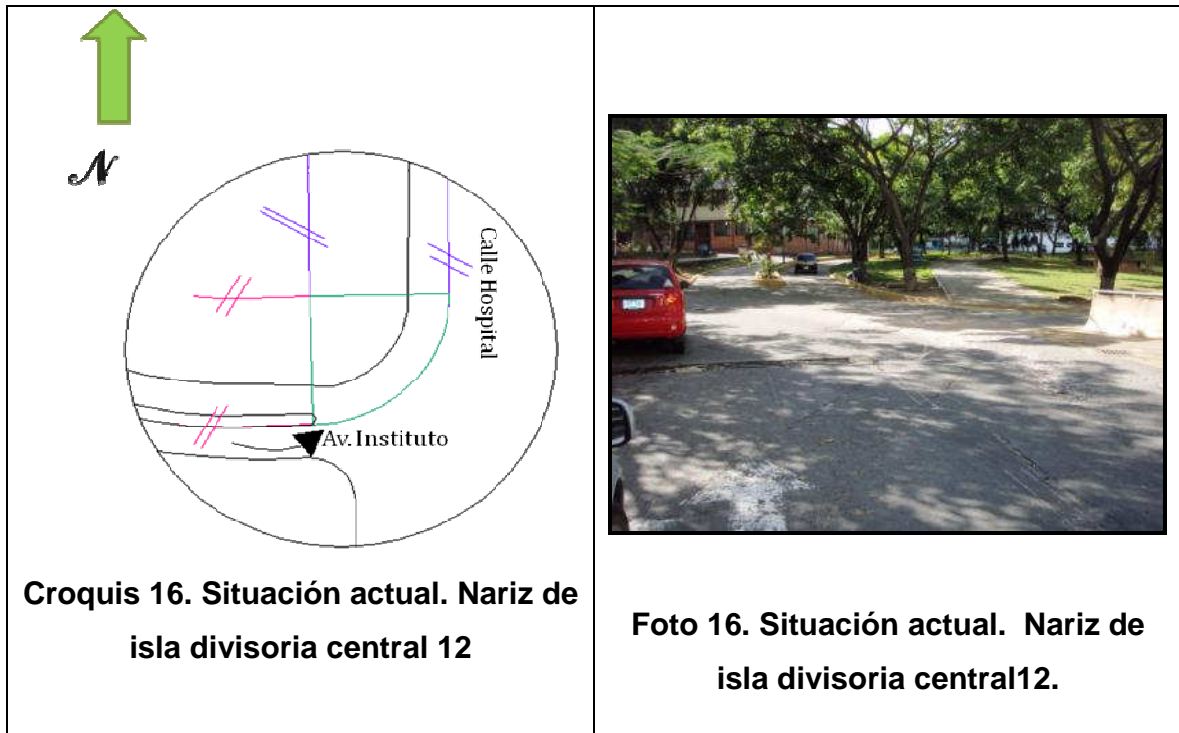 N
Calle Hospital
Av. Instituto
Croquis 16. Situación actual. Nariz de
isla divisoria central 12
Foto 16. Situación actual.  Nariz de
isla divisoria central12.